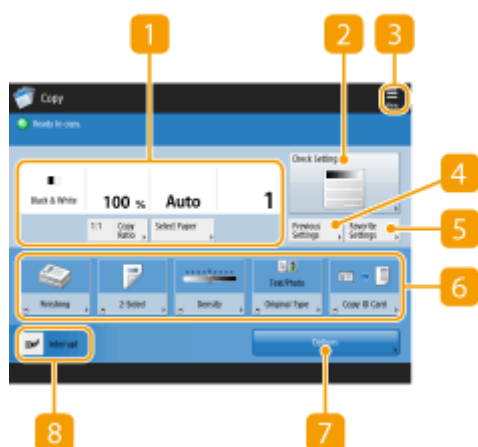 1
2
3
Copy
Ready to copy.
Check Settings
Black & White
100 %
Auto
1
4
1:1 Copy Ratio
Select Paper
Previous Settings
Favorite Settings
5
Text/Photo
6
Finishing
2-Sided
Density
Original Type
Copy ID Card
Interrupt
Options
8
7